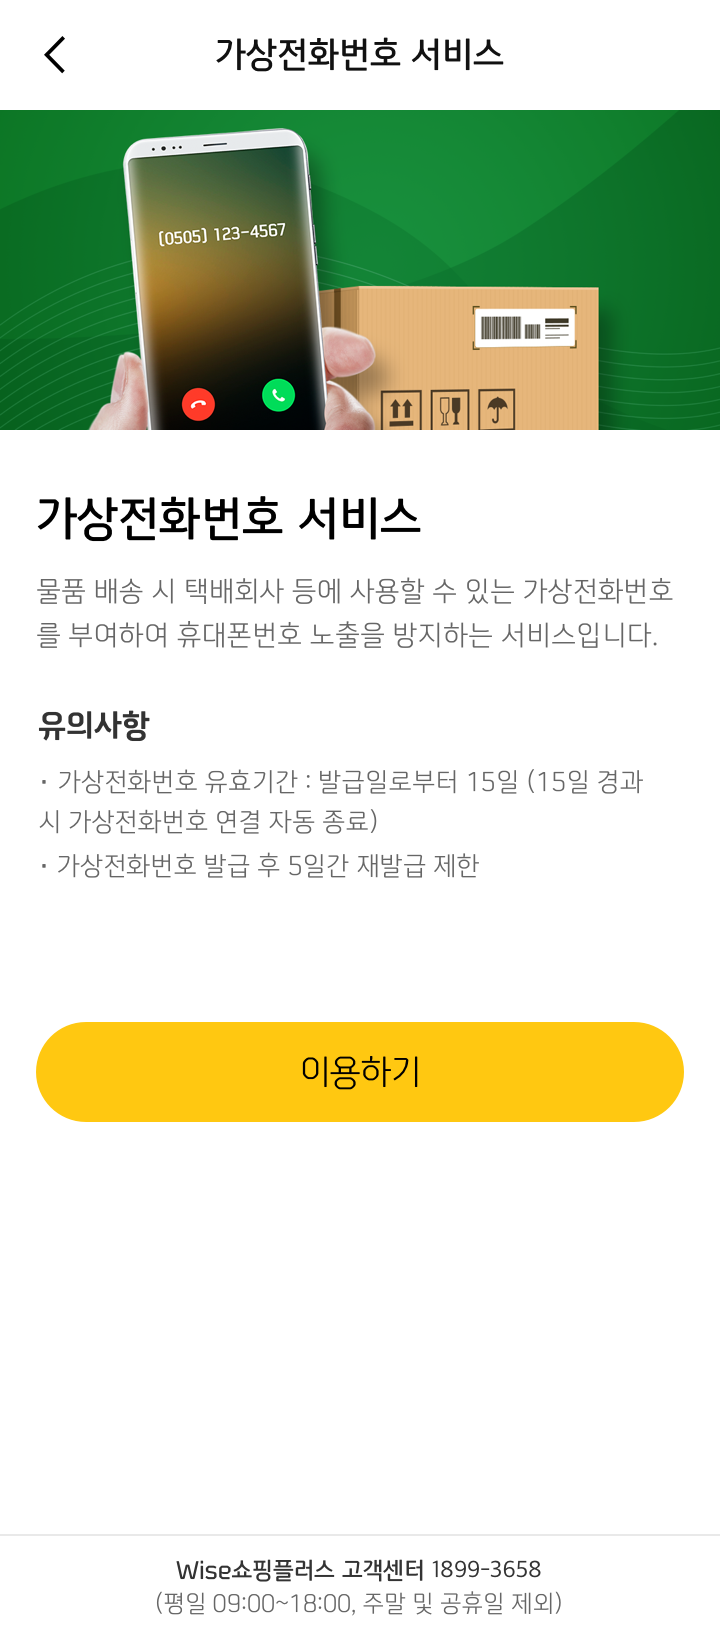 가상전화번호 서비스
(0505) 123-4567
가상전화번호 서비스
물품 배송 시 택배회사 등에 사용할 수 있는 가상전화번호
를 부여하여 휴대폰번호 노출을 방지하는 서비스입니다.
유의사항
· 가상전화번호 유효기간 : 발급일로부터 15일 (15일 경과
시 가상전화번호 연결 자동 종료)
· 가상전화번호 발급 후 5일간 재발급 제한
이용하기
Wise쇼핑플러스 고객센터 1899-3658
(평일 09:00~18:00, 주말 및 공휴일 제외)